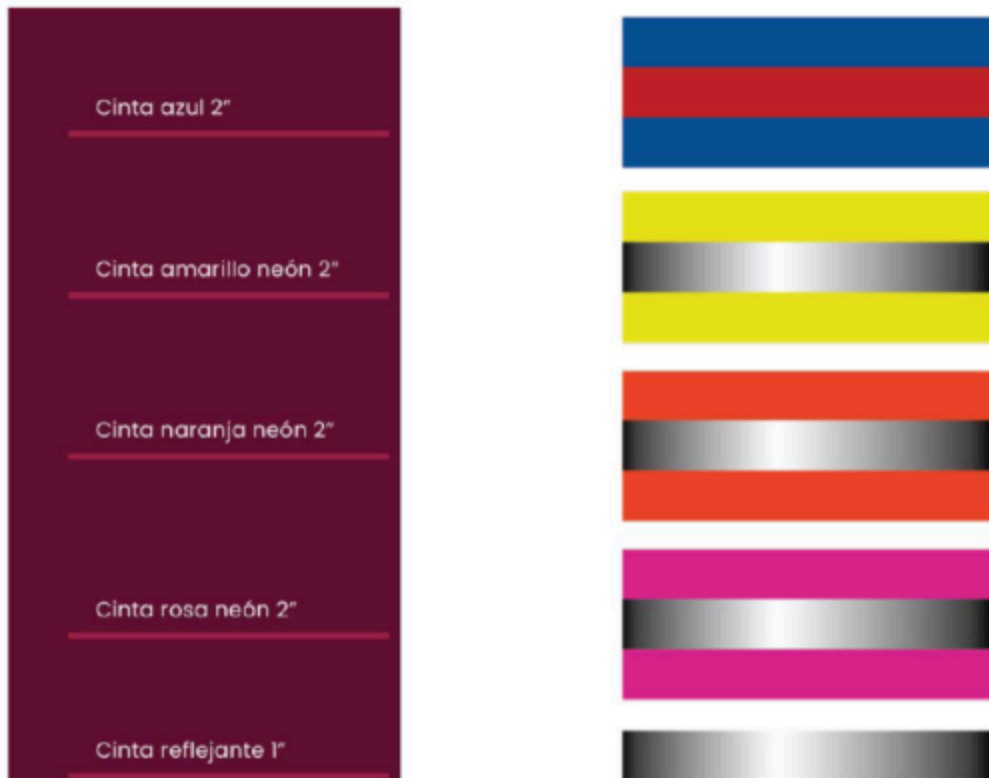 Cinta azul 2"
Cinta amarillo neón 2"
Cinta naranja neón 2"
Cinta rosa neón 2"
Cinta reflejante 1"